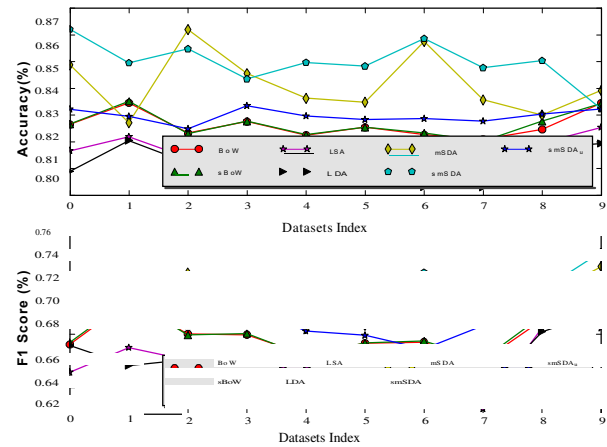 0.87
0.86
0.85
0.84
0.83
0.82
0.81
0.80
Accuracy(%)
BoW LSA mSDA smSDAu
sBoW LDA smSDA
0 1 2 3 4 5 6 7 8 9
Datasets Index
0.76
0.74
0.72
0.70
0.68
0.66
0.64
0.62
F1 Score (%)
BoW LSA mSDA smSDAu
sBoW LDA smSDA
0 1 2 3 4 5 6 7 8 9
Datasets Index